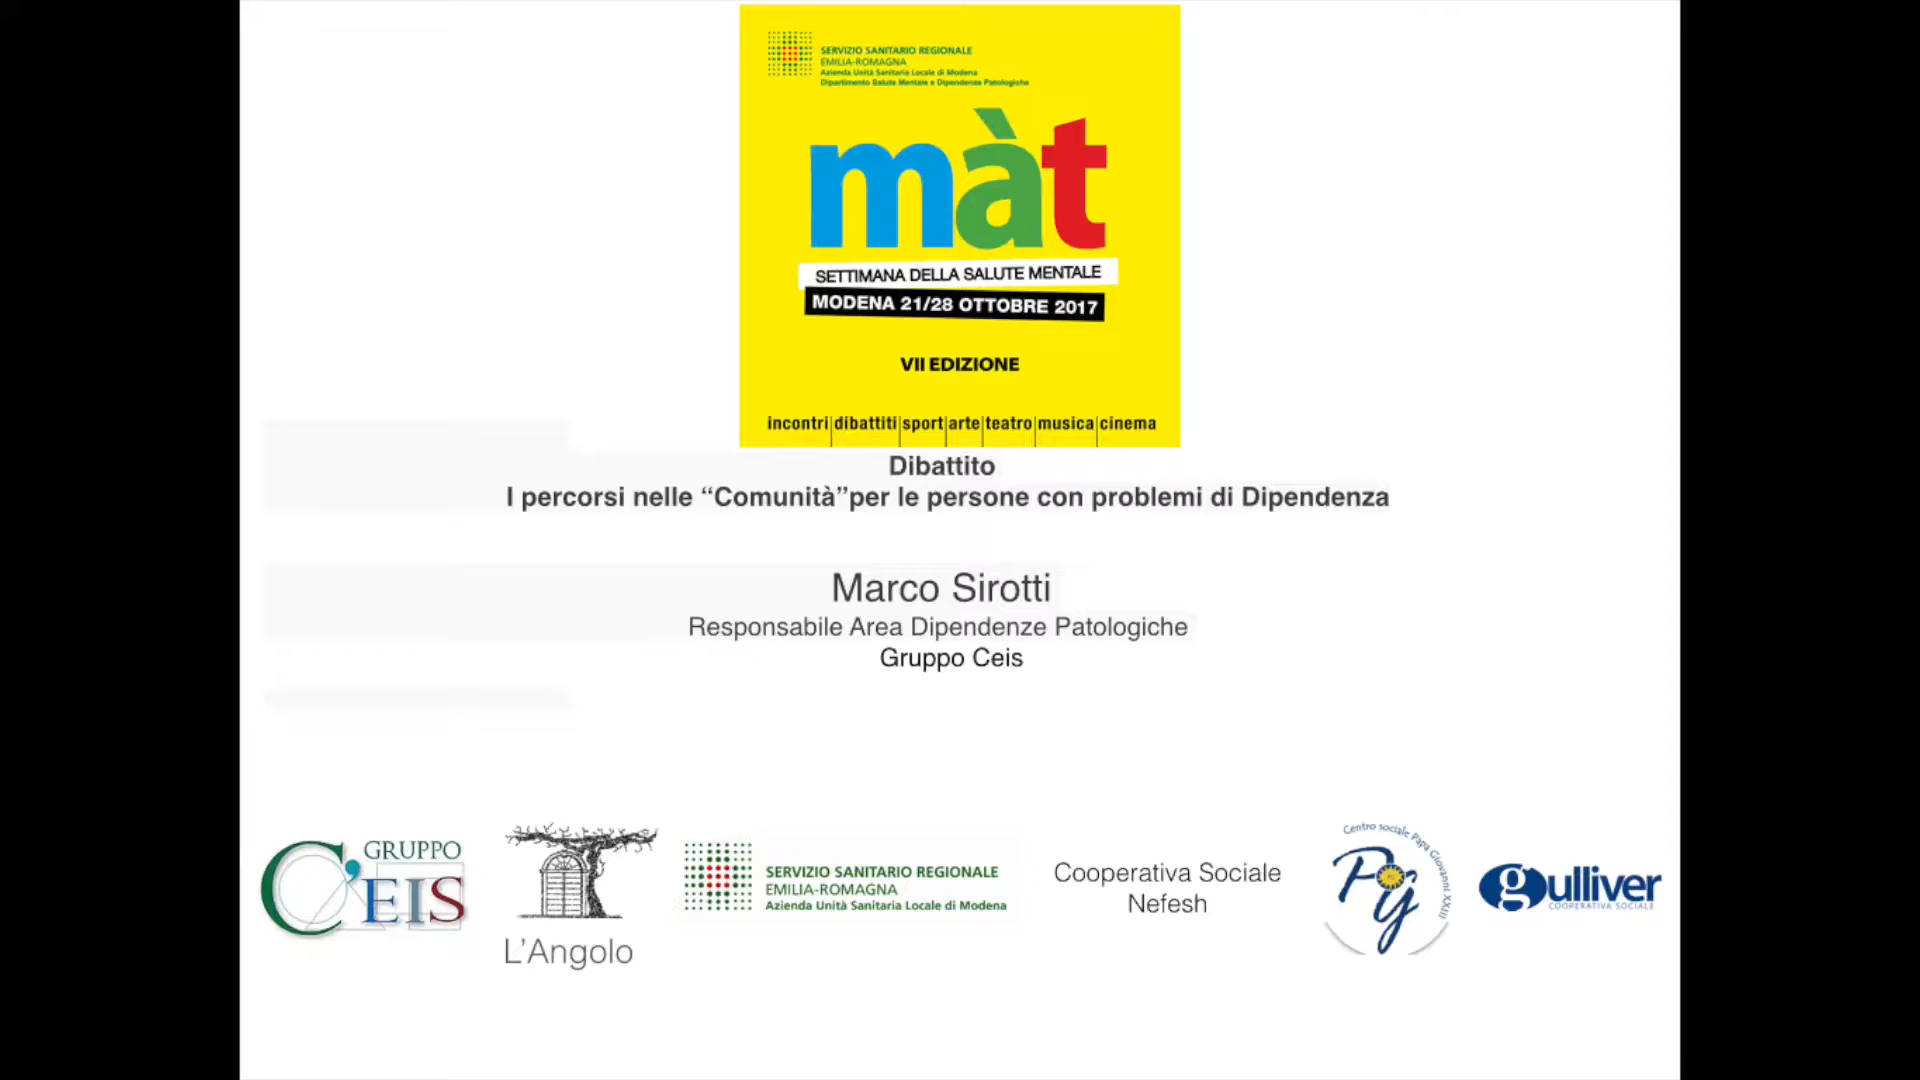 SERVIZIO SANITARIO REGIONALE
EMILIA-ROMAGNA
Azienda Unità Sanitaria Locale di Modena
Dipartimento Salute Mentale e Dipendenze Patologiche
màt
SETTIMANA DELLA SALUTE MENTALE
MODENA 21/28 OTTOBRE 2017
VII EDIZIONE
incontri|dibattiti|sport|arte|teatro|musica|cinema
Dibattito
I percorsi nelle “Comunità”per le persone con problemi di Dipendenza
Marco Sirotti
Responsabile Area Dipendenze Patologiche
Gruppo Ceis
GRUPPO
C'EIS
L’Angolo
SERVIZIO SANITARIO REGIONALE
EMILIA-ROMAGNA
Azienda Unità Sanitaria Locale di Modena
Cooperativa Sociale
Nefesh
Centro sociale Papa Giovanni XXIII
Pg
gulliver
COOPERATIVA SOCIALE